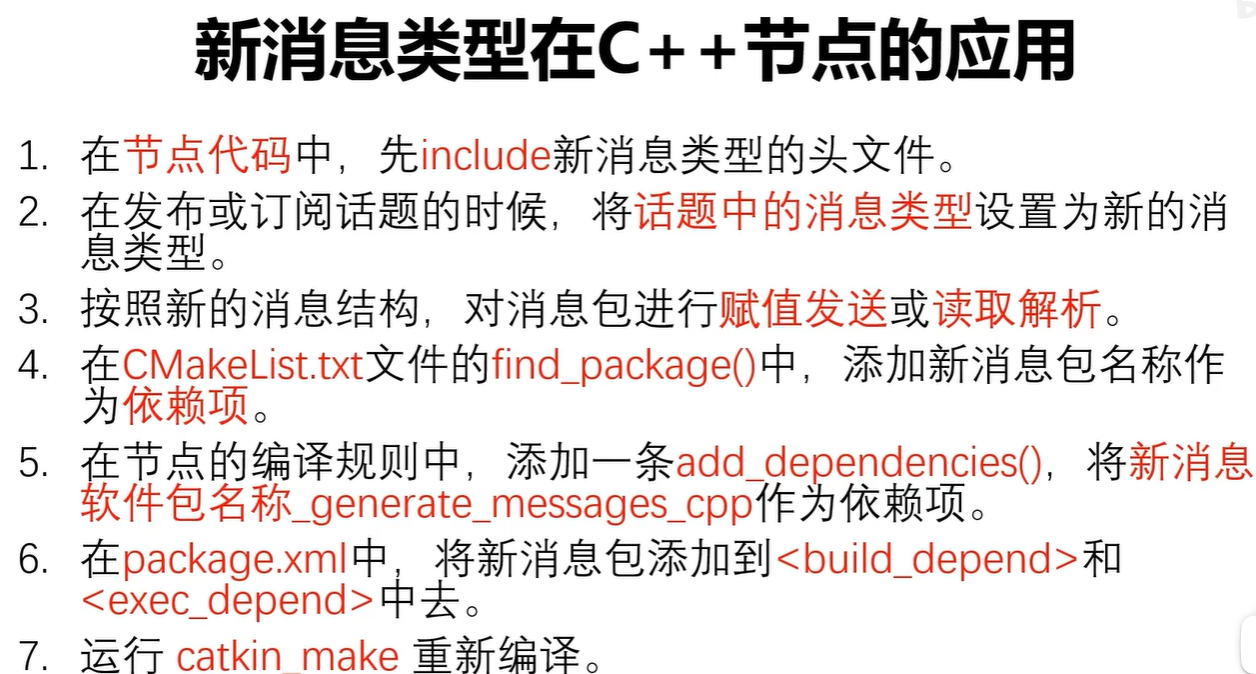 新消息类型在C++节点的应用
1. 在节点代码中，先include新消息类型的头文件。
2. 在发布或订阅话题的时候，将话题中的消息类型设置为新的消
息类型。
3. 按照新的消息结构，对消息包进行赋值发送或读取解析。
4. 在CMakeList.txt文件的find_package()中，添加新消息包名称作
为依赖项。
5. 在节点的编译规则中，添加一条add_dependencies()，将新消息
软件包名称_generate_messages_cpp作为依赖项。
6. 在package.xml中，将新消息包添加到<build_depend>和
<exec_depend>中去。
7. 运行 catkin_make 重新编译。